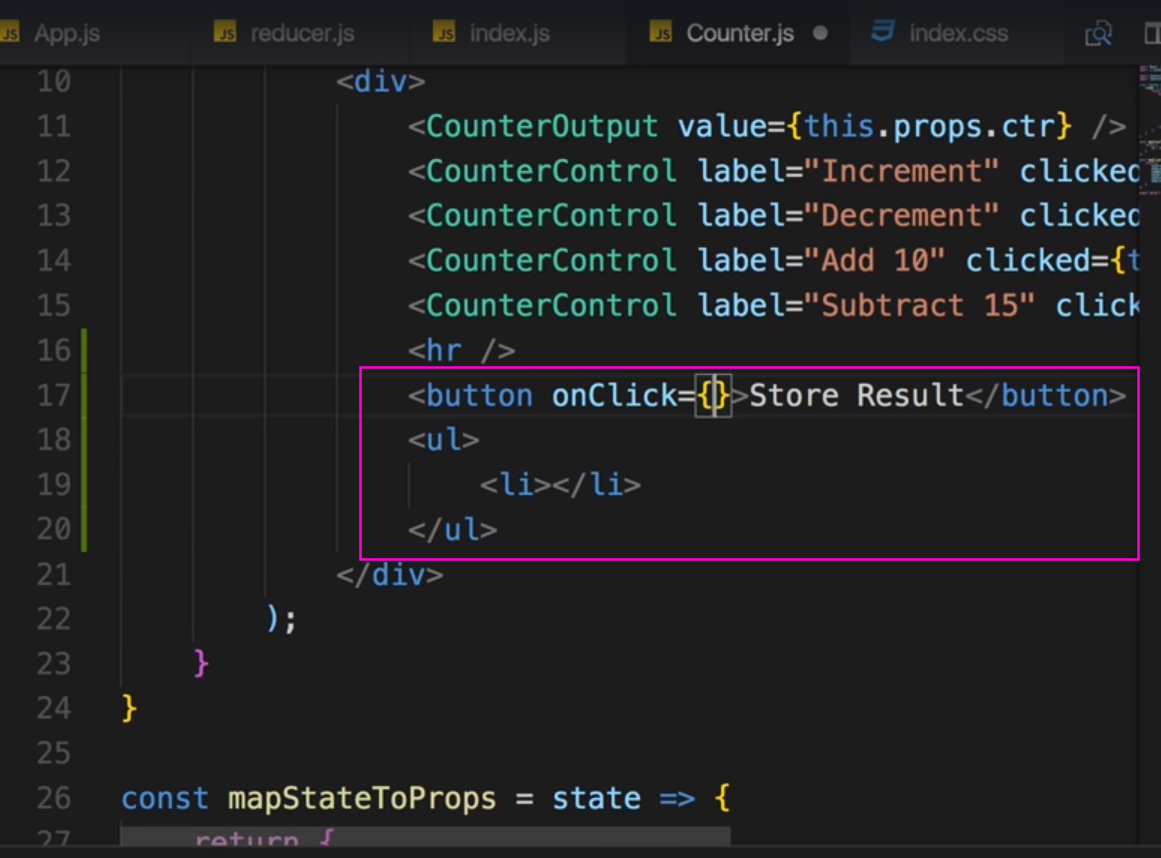 JS App.js JS reducer.js JS index.js JS Counter.js index.css
10 <div>
11 <CounterOutput value={this.props.ctr} />
12 <CounterControl label="Increment" clicked
13 <CounterControl label="Decrement" clicked
14 <CounterControl label="Add 10" clicked={t
15 <CounterControl label="Subtract 15" click
16 <hr />
17 <button onClick={}>Store Result</button>
18 <ul>
19 <li></li>
20 </ul>
21 </div>
22 );
23 }
24 }
25
26 const mapStateToProps = state => {
27 return {